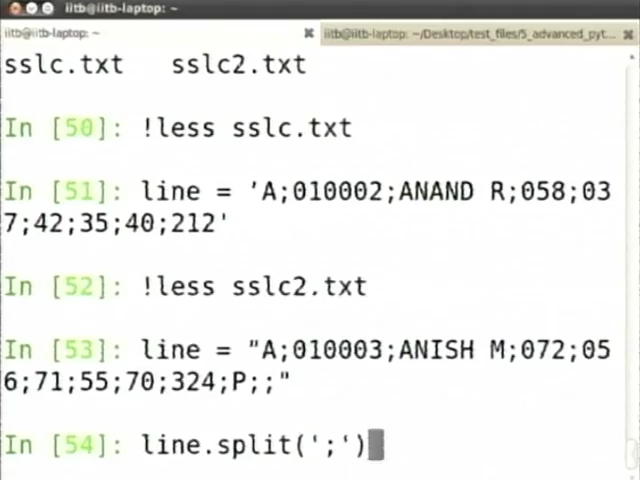 iitb@iitb-laptop: ~
iitb@iitb-laptop: ~
iitb@iitb-laptop: ~/Desktop/test_files/5_advanced_pyt...
sslc.txt   sslc2.txt
In [50]: !less sslc.txt
In [51]: line = 'A;010002;ANAND R;058;03
7;42;35;40;212'
In [52]: !less sslc2.txt
In [53]: line = "A;010003;ANISH M;072;05
6;71;55;70;324;P;;"
In [54]: line.split(';')